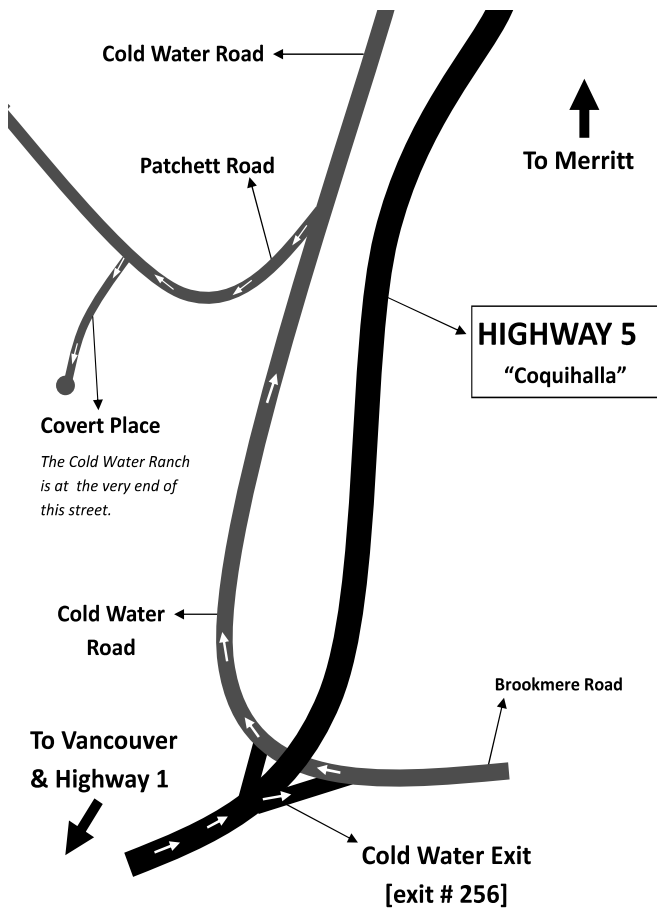 Cold Water Road
Patchett Road
To Merritt
HIGHWAY 5
“Coquihalla”
Covert Place
The Cold Water Ranch
is at the very end of
this street.
Cold Water
Road
Brookmere Road
To Vancouver
& Highway 1
Cold Water Exit
[exit # 256]